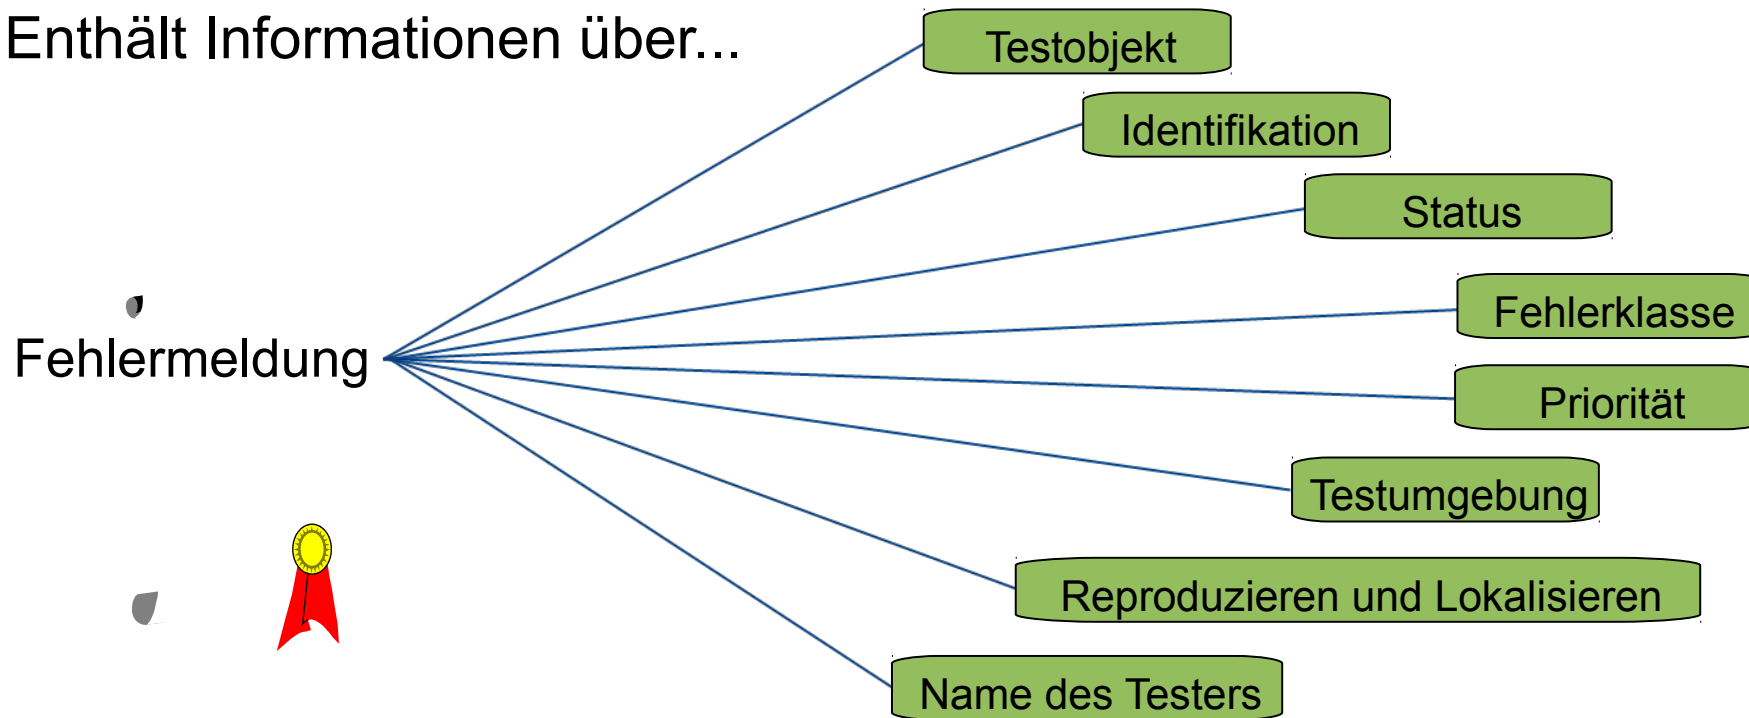 Enthält Informationen über...
Testobjekt
Identifikation
Status
Fehlerklasse
Fehlermeldung
Priorität
Testumgebung
Reproduzieren und Lokalisieren
Name des Testers